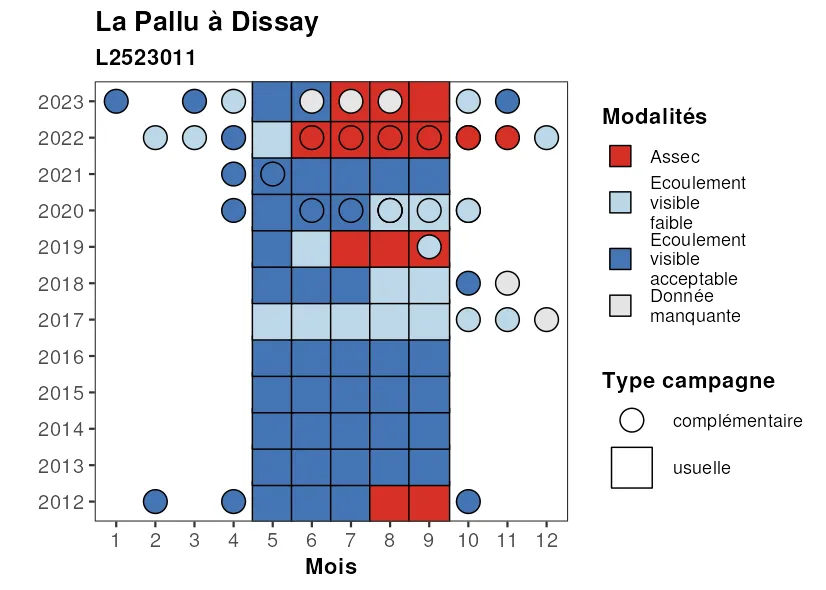 La Pallu à Dissay
L2523011
2023
2022
2021
2020
2019
2018
2017
2016
2015
2014
2013
2012
1 2 3 4 5 6 7 8 9 10 11 12
Mois
Modalités
Assec
Ecoulement
visible
faible
Ecoulement
visible
acceptable
Donnée
manquante
Type campagne
complémentaire
usuelle